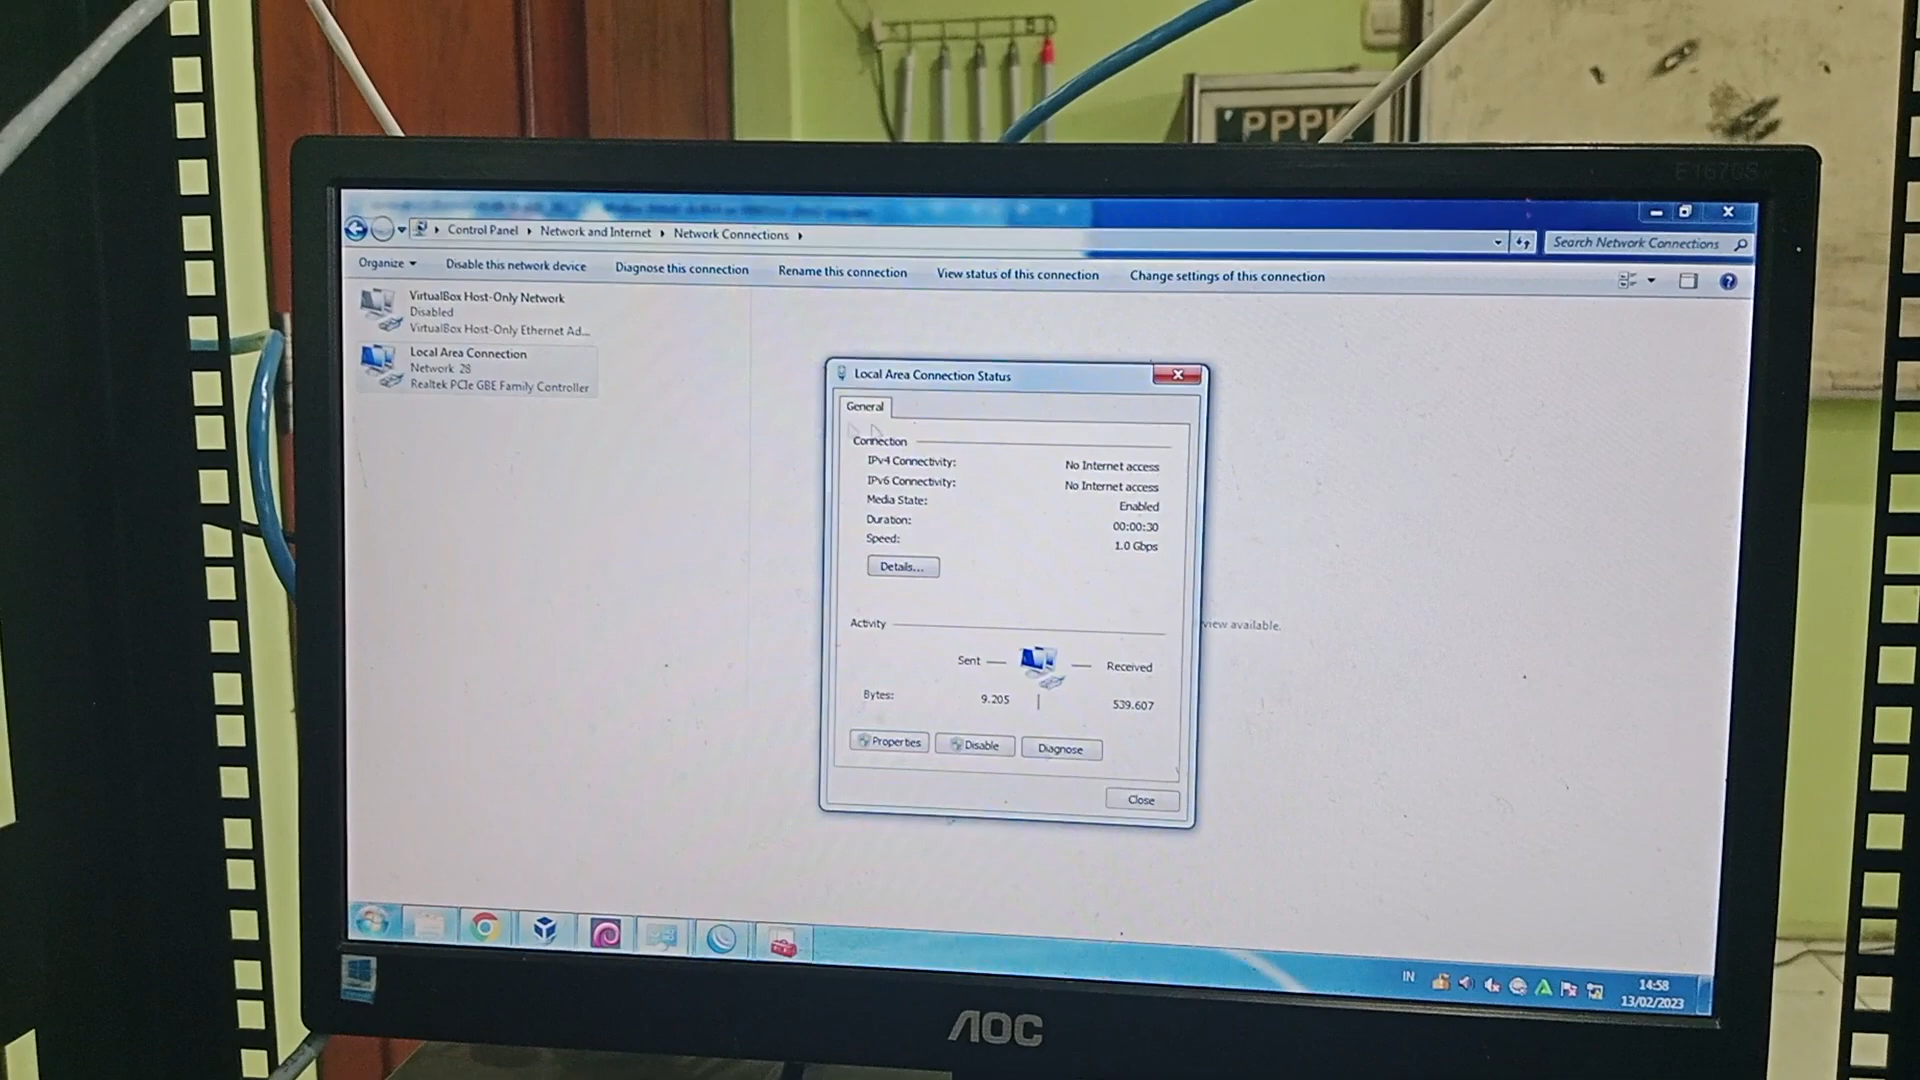 PPPK
E1670S
Control Panel Network and Internet Network Connections
Search Network Connections
Organize Disable this network device Diagnose this connection Rename this connection View status of this connection Change settings of this connection
VirtualBox Host-Only Network
Disabled
VirtualBox Host-Only Ethernet Ad...
Local Area Connection
Network 28
Realtek PCIe GBE Family Controller
Local Area Connection Status
General
Connection
IPv4 Connectivity: No Internet access
IPv6 Connectivity: No Internet access
Media State: Enabled
Duration: 00:00:30
Speed: 1.0 Gbps
Details...
view available.
Activity
Sent Received
Bytes: 9.205 539.607
Properties Disable Diagnose
Close
IN
14:58
13/02/2023
AOC